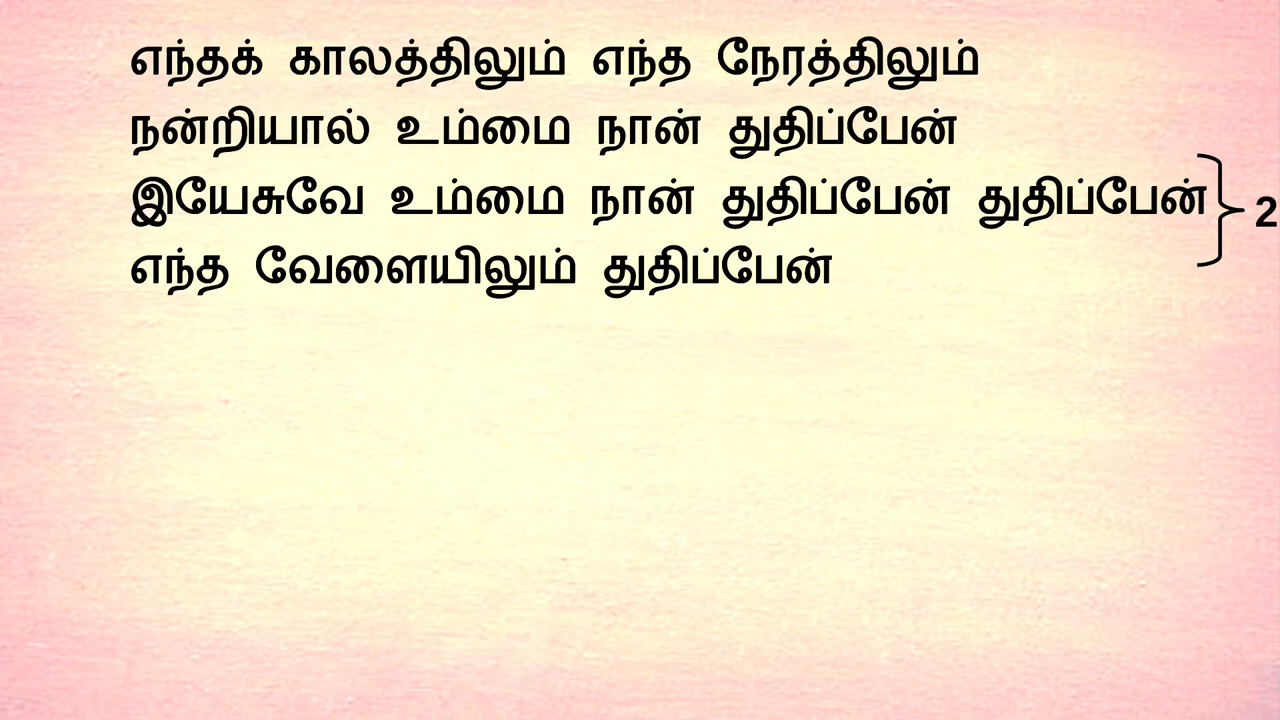 எந்தக் காலத்திலும் எந்த நேரத்திலும்
நன்றியால் உம்மை நான் துதிப்பேன்
இயேசுவே உம்மை நான் துதிப்பேன் துதிப்பேன்
எந்த வேளையிலும் துதிப்பேன்
2